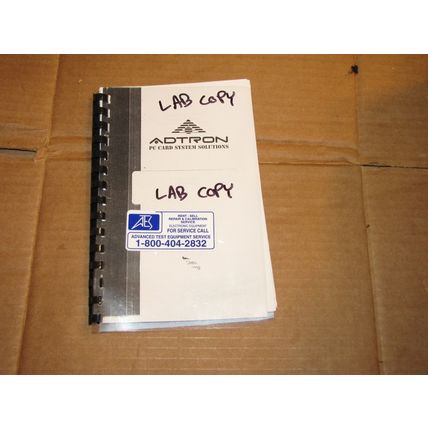 LAB COPY
ADTRON
PC CARD SYSTEM SOLUTIONS
LAB COPY
AES
RENT - SELL
REPAIR & CALIBRATION
SERVICE
ELECTRONIC EQUIPMENT
FOR SERVICE CALL
ADVANCED TEST EQUIPMENT SERVICE
1-800-404-2832